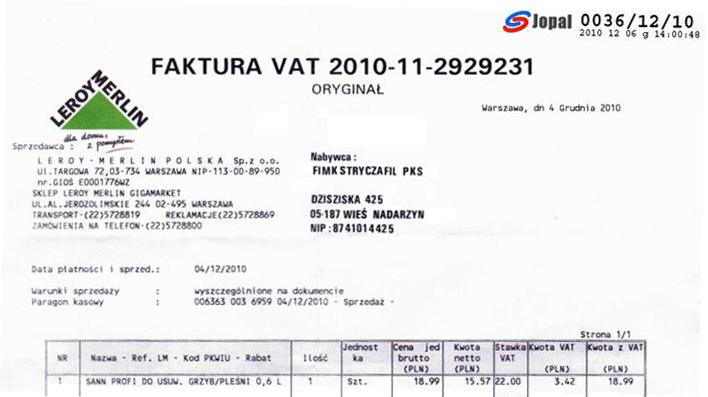 Jopal 0036/12/10
2010 12 06 g 14:00:48
FAKTURA VAT 2010-11-2929231
ORYGINAŁ
LEROY MERLIN
dla domu z pomysłem
Warszawa, dn 4 Grudnia 2010
Sprzedawca :
LEROY-MERLIN POLSKA Sp.z o.o.
ul.TARGOWA 72,03-734 WARSZAWA NIP-113-00-89-950
nr.GIOŚ E0001776WZ
SKLEP LEROY MERLIN GIGAMARKET
UL.AL.JEROZOLIMSKIE 244 02-495 WARSZAWA
TRANSPORT-(22)5728819 REKLAMACJE(22)5728869
ZAMÓWIENIA NA TELEFON-(22)5728800
Nabywca :
FIMK STRYCZAFIL PKS
DZISZISKA 425
05-187 WIEŚ NADARZYN
NIP :8741014425
Data płatności i sprzed.: 04/12/2010
Warunki sprzedaży : wyszczególnione na dokumencie
Paragon kasowy : 006363 003 6959 04/12/2010 - Sprzedaż -
Strona 1/1
NR Nazwa - Ref. LM - Kod PKWIU - Rabat Ilość Jednostka Cena jed brutto (PLN) Kwota netto (PLN) Stawka VAT Kwota VAT (PLN) Kwota z VAT (PLN)
1 SANN PROFI DO USUW. GRZYB/PLEŚNI 0,6 L 1 Szt. 18.99 15.57 22.00 3.42 18.99